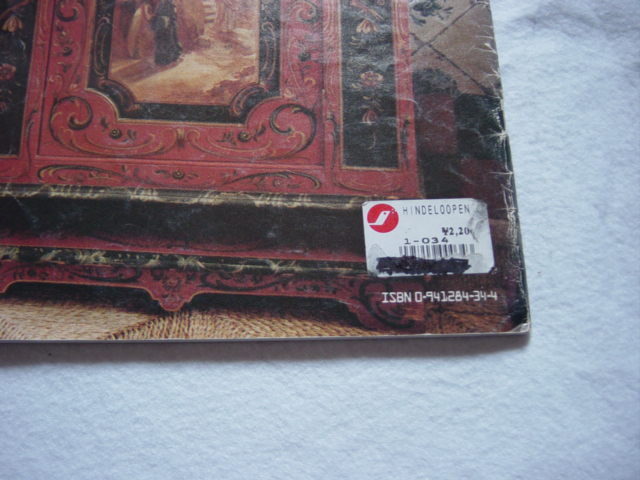 HINDELOOPEN
¥2,20
1-034
ISBN 0-941284-34-4